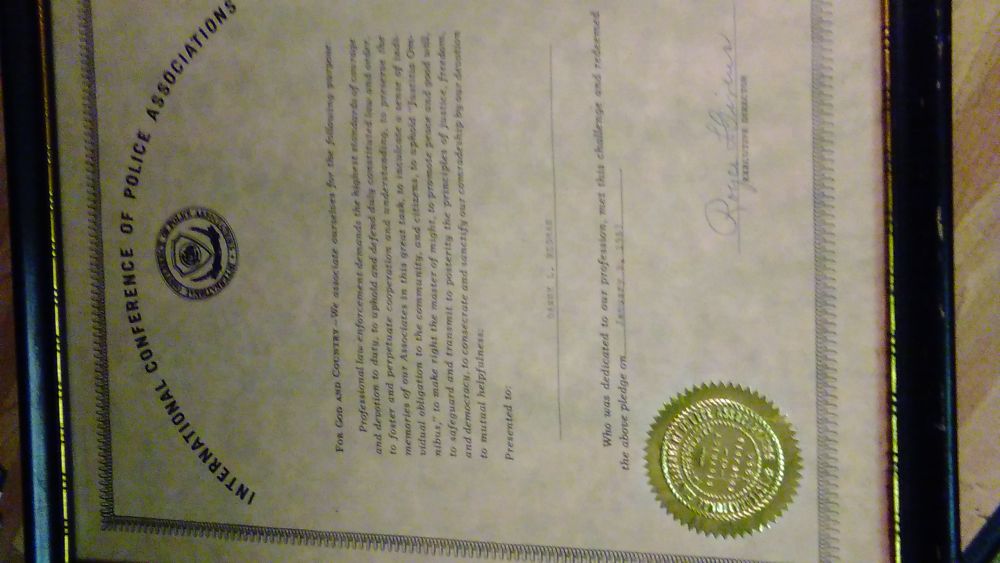 INTERNATIONAL CONFERENCE OF POLICE ASSOCIATIONS
FOR GOD AND COUNTRY - We associate ourselves for the following purpose:
Professional law enforcement demands the highest standards of courage
and devotion to duty, to uphold and defend duly constituted law and order,
to foster and perpetuate cooperation and understanding, to preserve the
memories of our Associates in this great task, to inculcate a sense of indi-
vidual obligation to the community, and citizens, to uphold "Justitia Om-
nibus," to make right the master of might, to promote peace and good will,
to safeguard and transmit to posterity the principles of justice, freedom,
and democracy, to consecrate and sanctify our comradeship by our devotion
to mutual helpfulness:
Presented to:
Who was dedicated to our profession, met this challenge and redeemed
the above pledge on
EXECUTIVE DIRECTOR